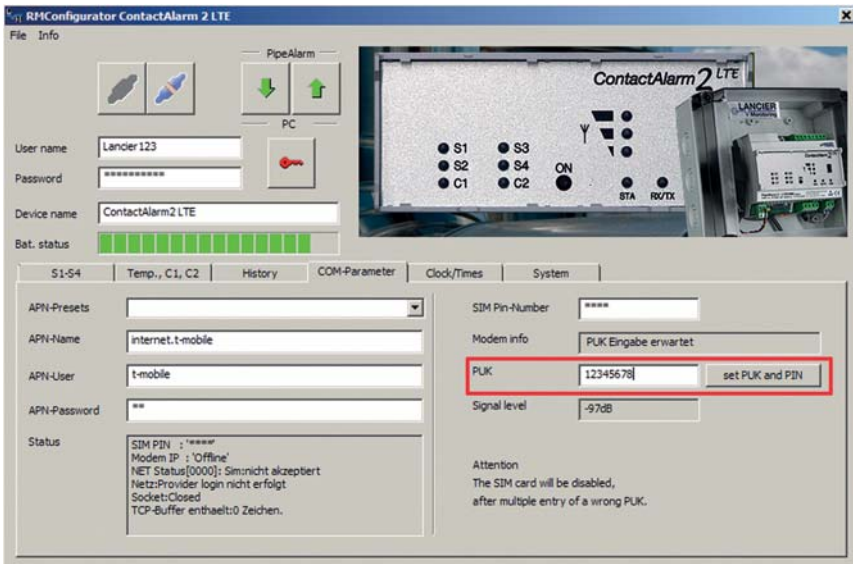 RMConfigurator ContactAlarm 2 LTE
File Info
PipeAlarm
PC
User name Lancier123
Password **********
Device name ContactAlarm2 LTE
Bat. status
ContactAlarm 2 LTE
S1 S3
S2 S4
C1 C2
ON
STA RX/TX
LANCIER
Monitoring
S1-S4 Temp., C1, C2 History COM-Parameter Clock/Times System
APN-Presets
APN-Name internet.t-mobile
APN-User t-mobile
APN-Password **
Status
SIM PIN : '****'
Modem IP : 'Offline'
NET Status[0000]: Sim:nicht akzeptiert
Netz:Provider login nicht erfolgt
Socket:Closed
TCP-Buffer enthaelt:0 Zeichen.
SIM Pin-Number ****
Modem info PUK Eingabe erwartet
PUK 12345678 set PUK and PIN
Signal level -97dB
Attention
The SIM card will be disabled,
after multiple entry of a wrong PUK.